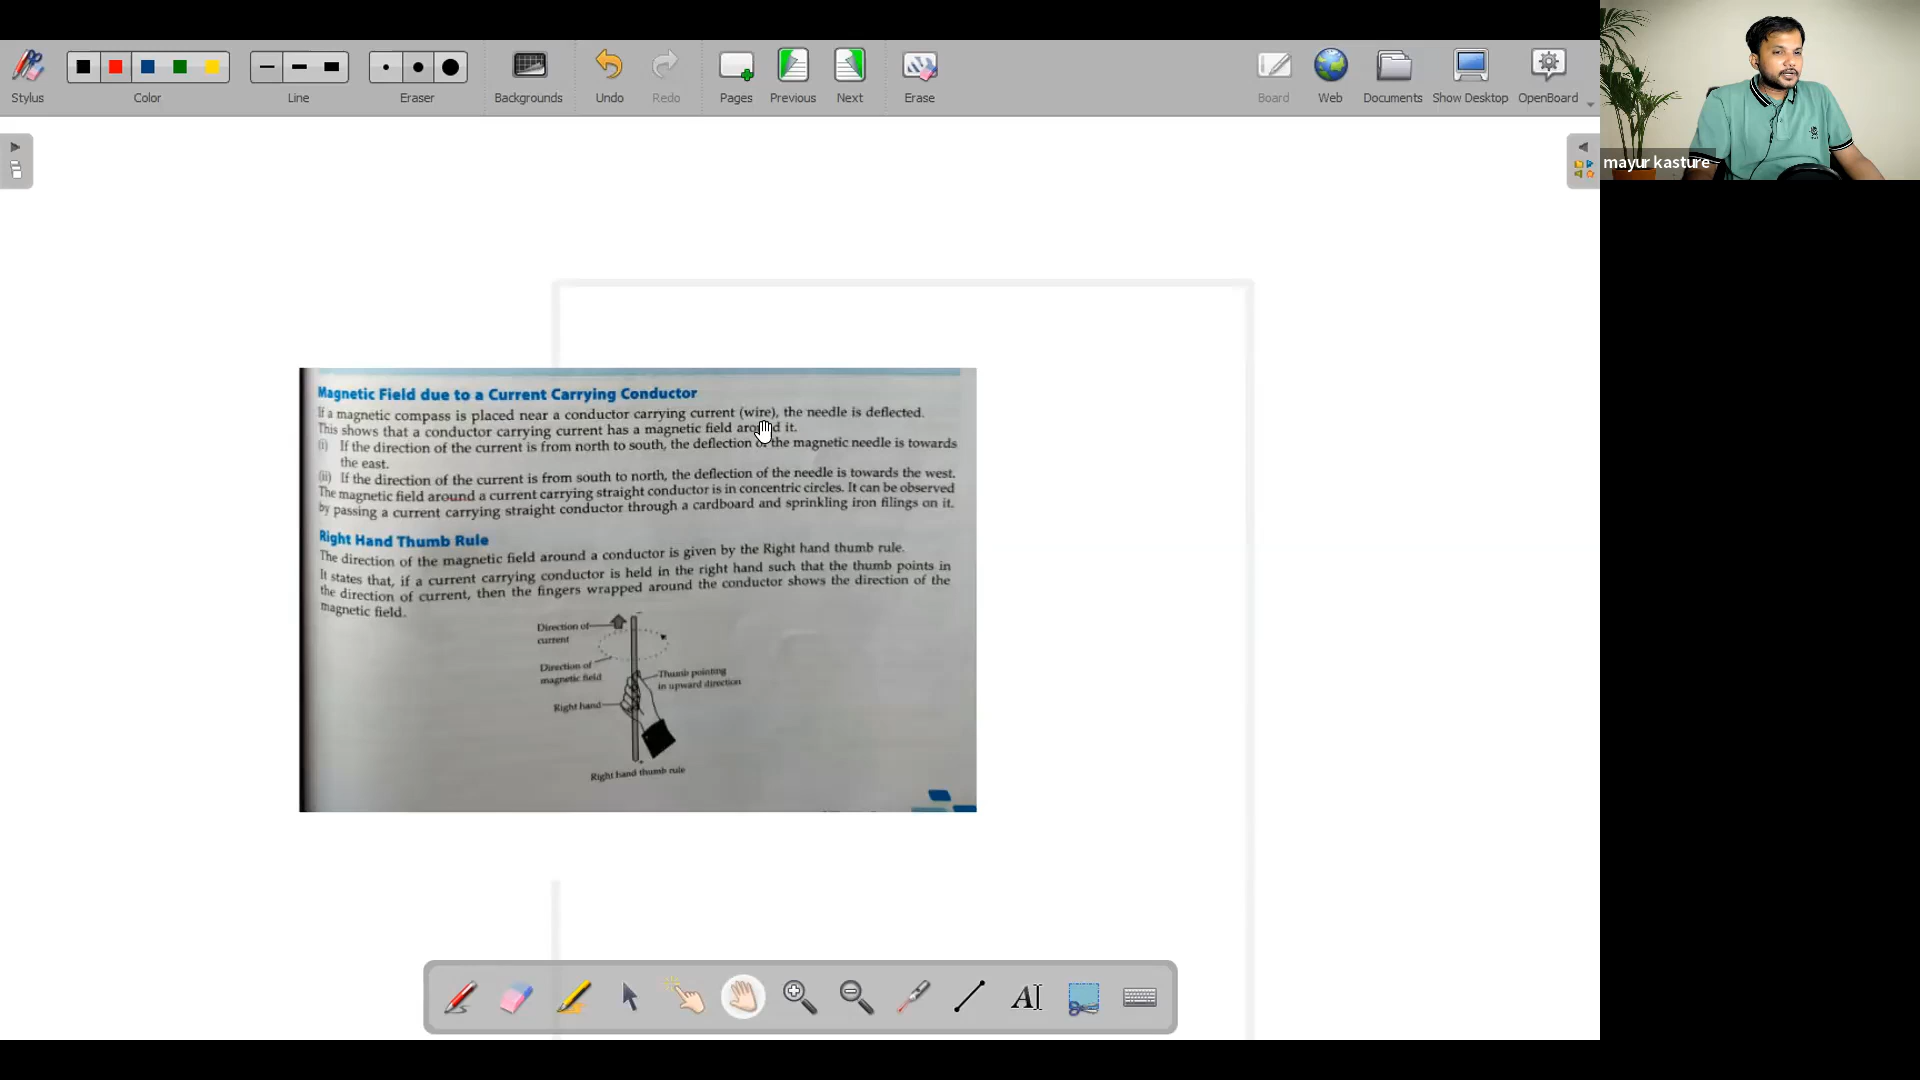 Stylus
Color
Line
Eraser
Backgrounds
Undo
Redo
Pages
Previous
Next
Erase
Board
Web
Documents
Show Desktop
OpenBoard
mayur kasture
Magnetic Field due to a Current Carrying Conductor
If a magnetic compass is placed near a conductor carrying current (wire), the needle is deflected.
This shows that a conductor carrying current has a magnetic field around it.
(i) If the direction of the current is from north to south, the deflection of the magnetic needle is towards
the east.
(ii) If the direction of the current is from south to north, the deflection of the needle is towards the west.
The magnetic field around a current carrying straight conductor is in concentric circles. It can be observed
by passing a current carrying straight conductor through a cardboard and sprinkling iron filings on it.
Right Hand Thumb Rule
The direction of the magnetic field around a conductor is given by the Right hand thumb rule.
It states that, if a current carrying conductor is held in the right hand such that the thumb points in
the direction of current, then the fingers wrapped around the conductor shows the direction of the
magnetic field.
Direction of
current
Direction of
magnetic field
Thumb pointing
in upward direction
Right hand
Right hand thumb rule
AI